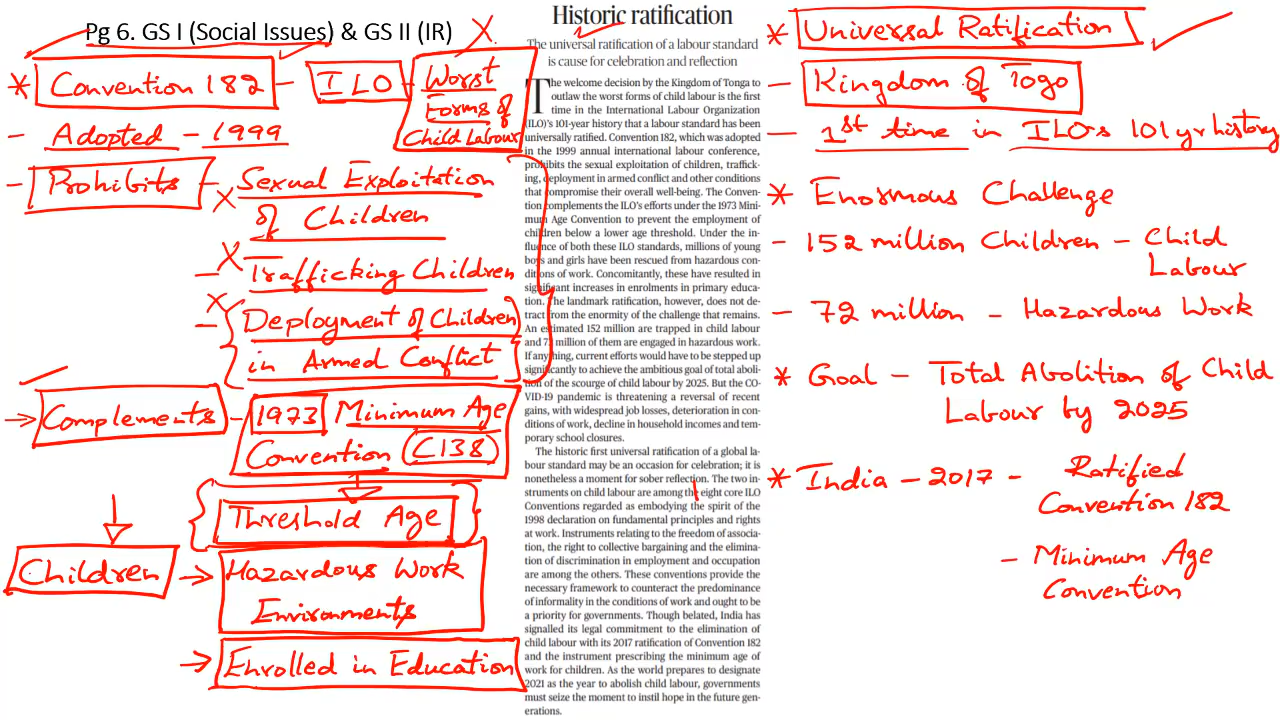 Pg 6. GS I (Social Issues) & GS II (IR)
* Convention 182 - ILO - Worst
Forms of
Child Labour
- Adopted - 1999
- Prohibits - Sexual Exploitation
of Children
- Trafficking Children
- Deployment of Children
in Armed Conflict
→ Complements - 1973 Minimum Age
Convention (C138)
Threshold Age
Children → Hazardous Work
Environments
→ Enrolled in Education
Historic ratification
The universal ratification of a labour standard
is cause for celebration and reflection
The welcome decision by the Kingdom of Tonga to
outlaw the worst forms of child labour is the first
time in the International Labour Organization
(ILO)'s 101-year history that a labour standard has been
universally ratified. Convention 182, which was adopted
in the 1999 annual international labour conference,
prohibits the sexual exploitation of children, traffick-
ing, deployment in armed conflict and other conditions
that compromise their overall well-being. The Conven-
tion complements the ILO's efforts under the 1973 Mini-
mum Age Convention to prevent the employment of
children below a lower age threshold. Under the in-
fluence of both these ILO standards, millions of young
boys and girls have been rescued from hazardous con-
ditions of work. Concomitantly, these have resulted in
significant increases in enrolments in primary educa-
tion. The landmark ratification, however, does not de-
tract from the enormity of the challenge that remains.
An estimated 152 million are trapped in child labour
and 72 million of them are engaged in hazardous work.
If anything, current efforts would have to be stepped up
significantly to achieve the ambitious goal of total aboli-
tion of the scourge of child labour by 2025. But the CO-
VID-19 pandemic is threatening a reversal of recent
gains, with widespread job losses, deterioration in con-
ditions of work, decline in household incomes and tem-
porary school closures.
The historic first universal ratification of a global la-
bour standard may be an occasion for celebration; it is
nonetheless a moment for sober reflection. The two in-
struments on child labour are among the eight core ILO
Conventions regarded as embodying the spirit of the
1998 declaration on fundamental principles and rights
at work. Instruments relating to the freedom of associa-
tion, the right to collective bargaining and the elimina-
tion of discrimination in employment and occupation
are among the others. These conventions provide the
necessary framework to counteract the predominance
of informality in the conditions of work and ought to be
a priority for governments. Though belated, India has
signalled its legal commitment to the elimination of
child labour with its 2017 ratification of Convention 182
and the instrument prescribing the minimum age of
work for children. As the world prepares to designate
2021 as the year to abolish child labour, governments
must seize the moment to instil hope in the future gen-
erations.
* Universal Ratification
- Kingdom of Togo
- 1st time in ILO's 101 yr history
* Enormous Challenge
- 152 million Children - Child
Labour
- 72 million - Hazardous Work
* Goal - Total Abolition of Child
Labour by 2025
* India - 2017 - Ratified
Convention 182
- Minimum Age
Convention